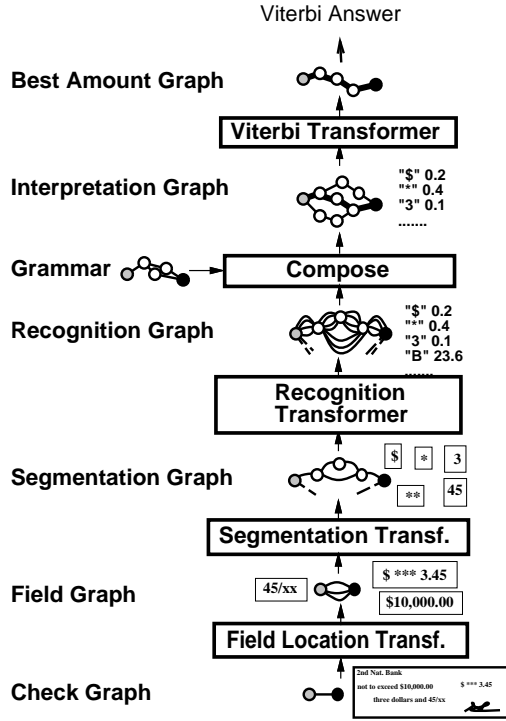 Viterbi Answer
Best Amount Graph
Viterbi Transformer
Interpretation Graph
"$" 0.2
"*" 0.4
"3" 0.1
.......
Grammar
Compose
Recognition Graph
"$" 0.2
"*" 0.4
"3" 0.1
"B" 23.6
.......
Recognition
Transformer
Segmentation Graph
$ * 3
** 45
Segmentation Transf.
Field Graph
45/xx
$ *** 3.45
$10,000.00
Field Location Transf.
Check Graph
2nd Nat. Bank
not to exceed $10,000.00 $ *** 3.45
three dollars and 45/xx